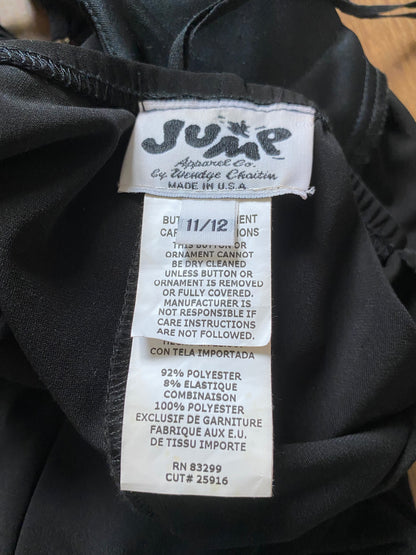 JUMP
Apparel Co.
by Wendye Chaitin
MADE IN U.S.A.
11/12
THIS BUTTON OR
ORNAMENT CANNOT
BE DRY CLEANED
UNLESS BUTTON OR
ORNAMENT IS REMOVED
OR FULLY COVERED.
MANUFACTURER IS
NOT RESPONSIBLE IF
CARE INSTRUCTIONS
ARE NOT FOLLOWED.
CON TELA IMPORTADA
92% POLYESTER
8% ELASTIQUE
COMBINAISON
100% POLYESTER
EXCLUSIF DE GARNITURE
FABRIQUE AUX E.U.
DE TISSU IMPORTE
RN 83299
CUT# 25916